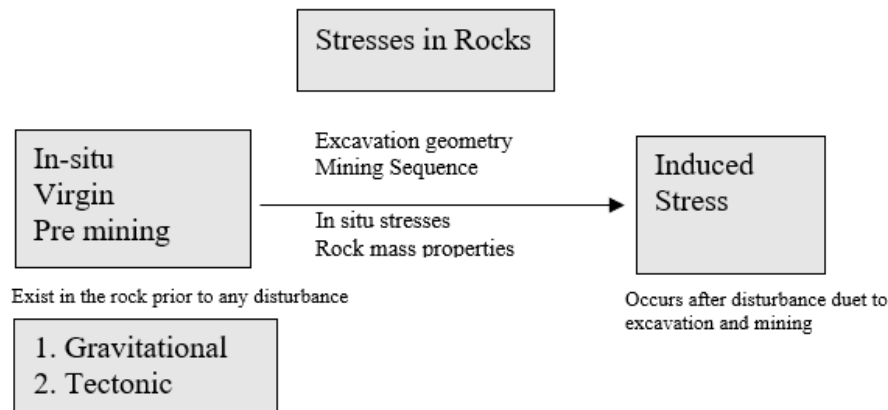 Stresses in Rocks
In-situ
Virgin
Pre mining
Excavation geometry
Mining Sequence
In situ stresses
Rock mass properties
Induced
Stress
Exist in the rock prior to any disturbance
Occurs after disturbance duet to
excavation and mining
1. Gravitational
2. Tectonic